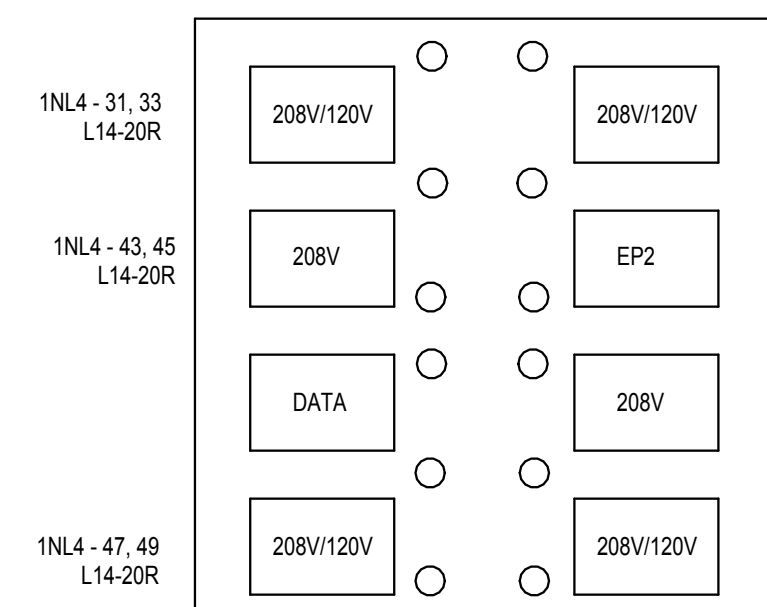 1NL4 - 31, 33
L14-20R
208V/120V
208V/120V
1NL4 - 43, 45
L14-20R
208V
EP2
DATA
208V
1NL4 - 47, 49
L14-20R
208V/120V
208V/120V